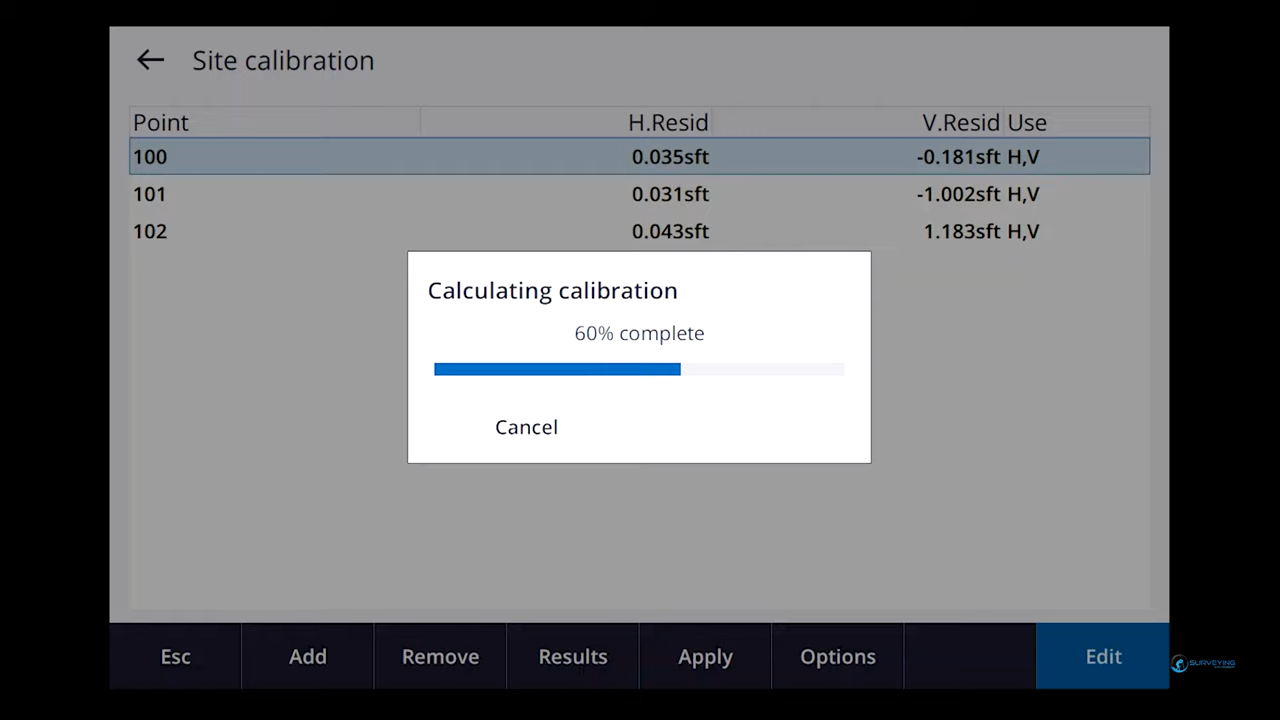 Site calibration
Point H.Resid V.Resid Use
100 0.035sft -0.181sft H,V
101 0.031sft -1.002sft H,V
102 0.043sft 1.183sft H,V
Calculating calibration
60% complete
Cancel
Esc Add Remove Results Apply Options Edit
SURVEYING